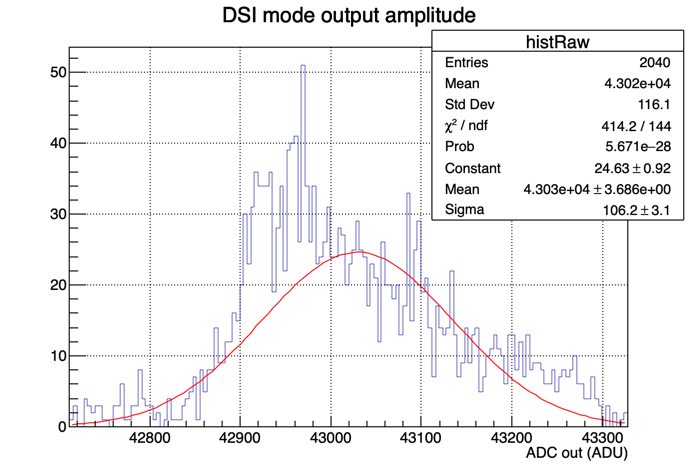 DSI mode output amplitude
histRaw
Entries 2040
Mean 4.302e+04
Std Dev 116.1
χ² / ndf 414.2 / 144
Prob 5.671e−28
Constant 24.63 ± 0.92
Mean 4.303e+04 ± 3.686e+00
Sigma 106.2 ± 3.1
50
40
30
20
10
0
42800 42900 43000 43100 43200 43300
ADC out (ADU)